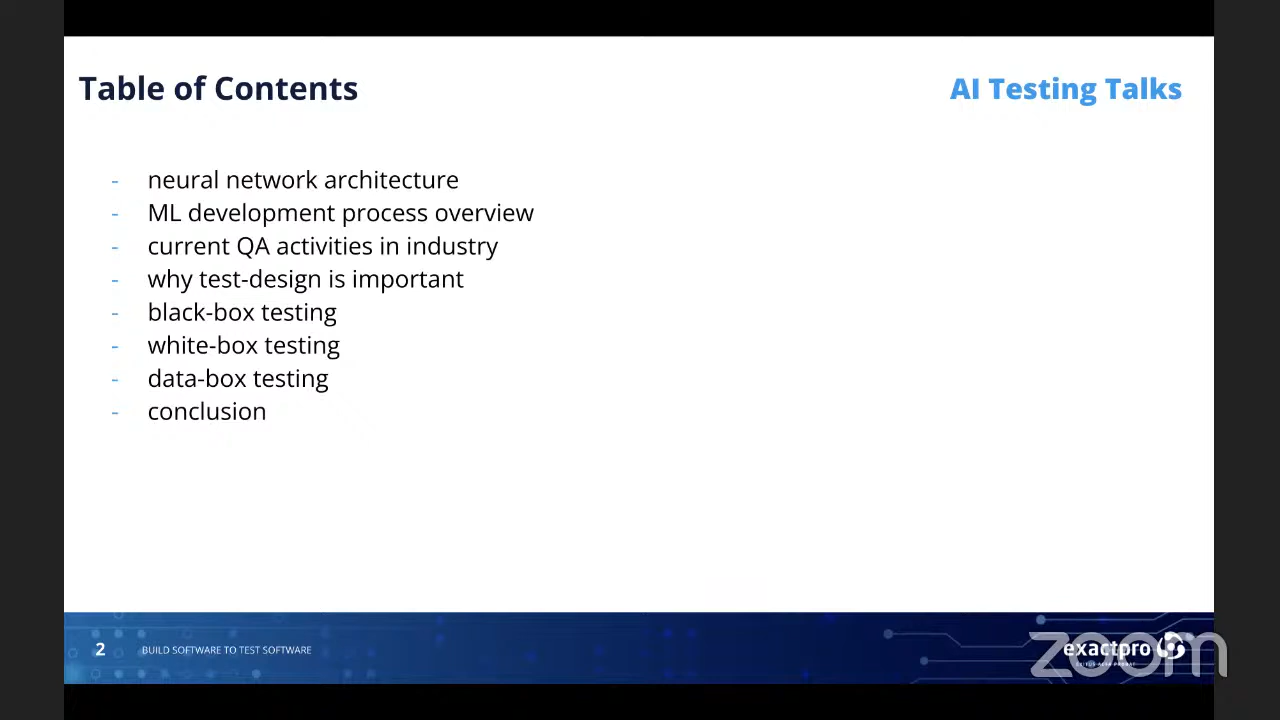 Table of Contents
AI Testing Talks
- neural network architecture
- ML development process overview
- current QA activities in industry
- why test-design is important
- black-box testing
- white-box testing
- data-box testing
- conclusion
2
BUILD SOFTWARE TO TEST SOFTWARE
exactpro
zoom